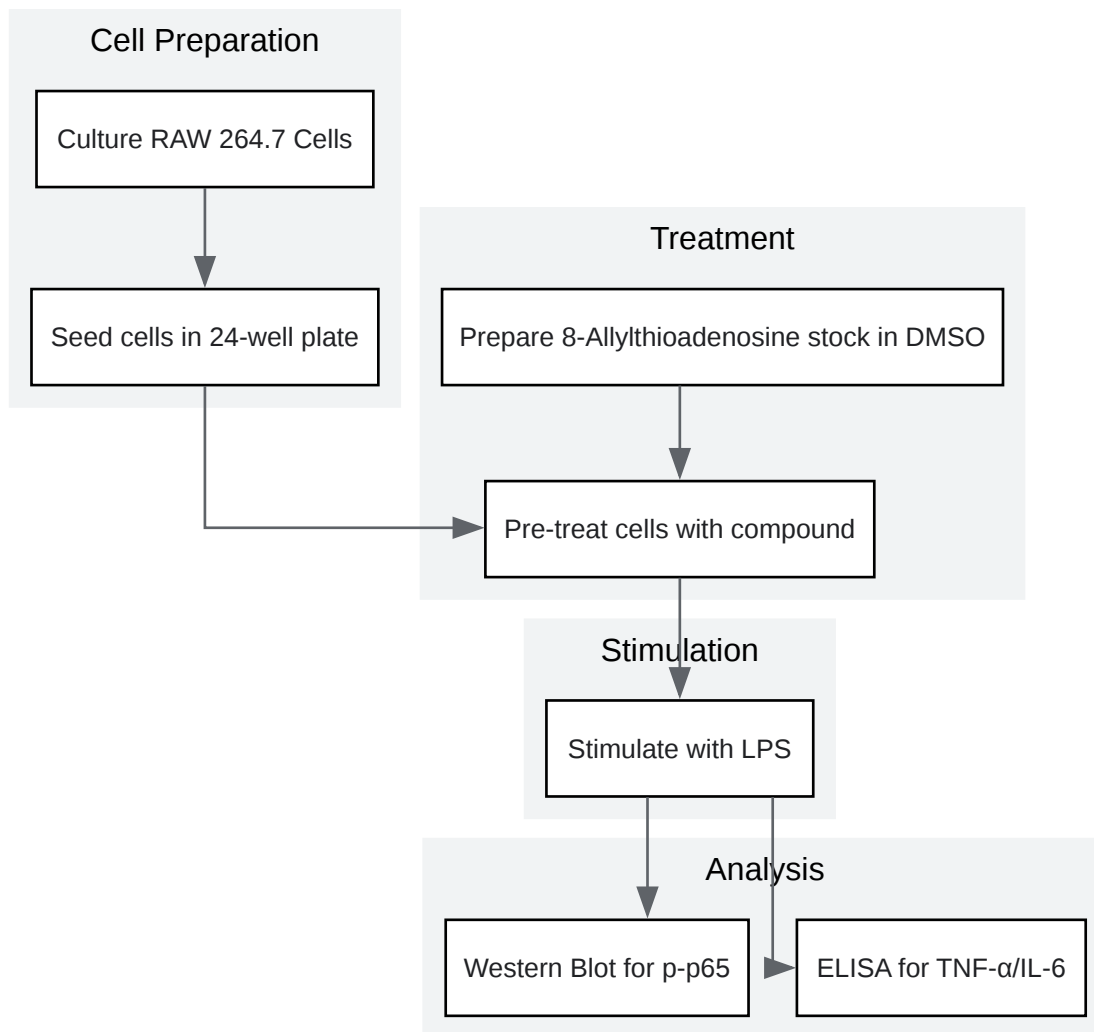 Cell Preparation
Culture RAW 264.7 Cells
Seed cells in 24-well plate
Treatment
Prepare 8-Allylthioadenosine stock in DMSO
Pre-treat cells with compound
Stimulation
Stimulate with LPS
Analysis
Western Blot for p-p65
ELISA for TNF-α/IL-6